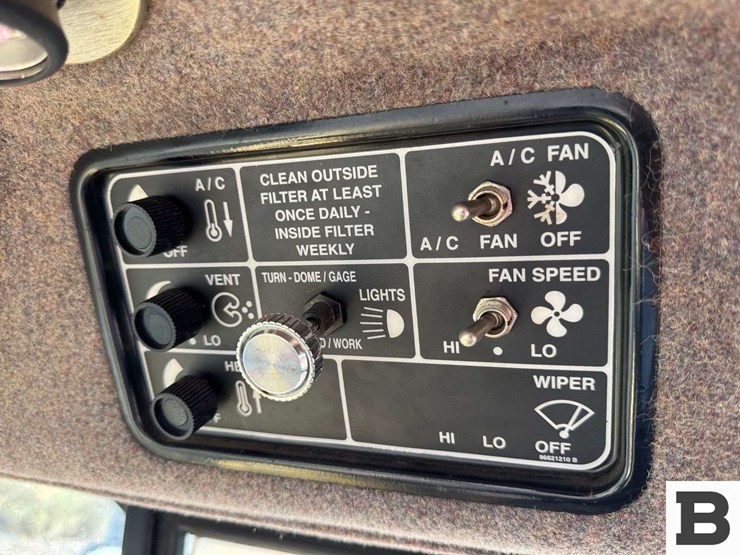 A/C
OFF
CLEAN OUTSIDE
FILTER AT LEAST
ONCE DAILY -
INSIDE FILTER
WEEKLY
A/C FAN
A/C FAN OFF
VENT
LO
TURN - DOME / GAGE
LIGHTS
/ WORK
FAN SPEED
HI LO
WIPER
HI LO OFF
86621210 B
B